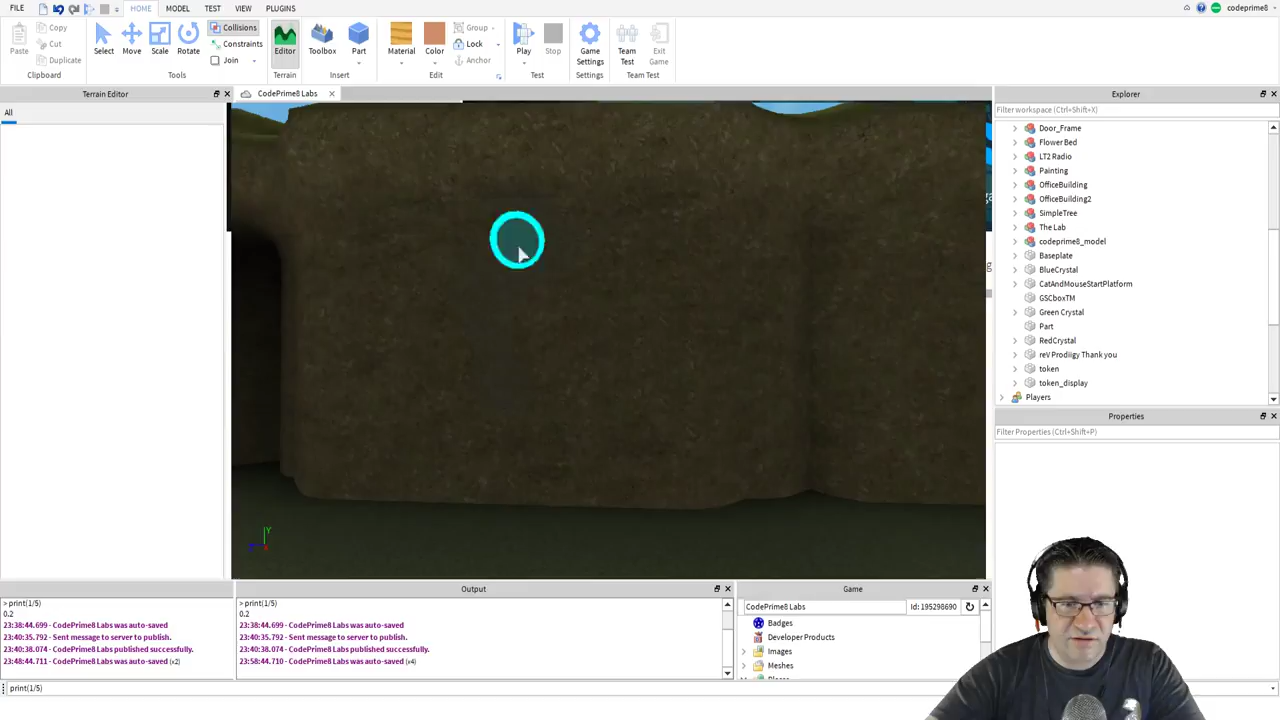 FILE
HOME
MODEL
TEST
VIEW
PLUGINS
codeprime8
Paste
Copy
Cut
Duplicate
Clipboard
Select
Move
Scale
Rotate
Collisions
Constraints
Join
Tools
Editor
Terrain
Toolbox
Part
Insert
Material
Color
Group
Lock
Anchor
Edit
Play
Stop
Test
Game Settings
Settings
Team Test
Exit Game
Team Test
Terrain Editor
All
CodePrime8 Labs
Explorer
Filter workspace (Ctrl+Shift+X)
Door_Frame
Flower Bed
LT2 Radio
Painting
OfficeBuilding
OfficeBuilding2
SimpleTree
The Lab
codeprime8_model
Baseplate
BlueCrystal
CatAndMouseStartPlatform
GSCboxTM
Green Crystal
Part
RedCrystal
reV Prodiigy Thank you
token
token_display
Players
Properties
Filter Properties (Ctrl+Shift+P)
Y
> print(1/5)
0.2
23:38:44.699 - CodePrime8 Labs was auto-saved
23:40:35.792 - Sent message to server to publish.
23:40:38.074 - CodePrime8 Labs published successfully.
23:48:44.711 - CodePrime8 Labs was auto-saved (x2)
Output
> print(1/5)
0.2
23:38:44.699 - CodePrime8 Labs was auto-saved
23:40:35.792 - Sent message to server to publish.
23:40:38.074 - CodePrime8 Labs published successfully.
23:58:44.710 - CodePrime8 Labs was auto-saved (x4)
Game
CodePrime8 Labs
Id: 195298690
Badges
Developer Products
Images
Meshes
print(1/5)